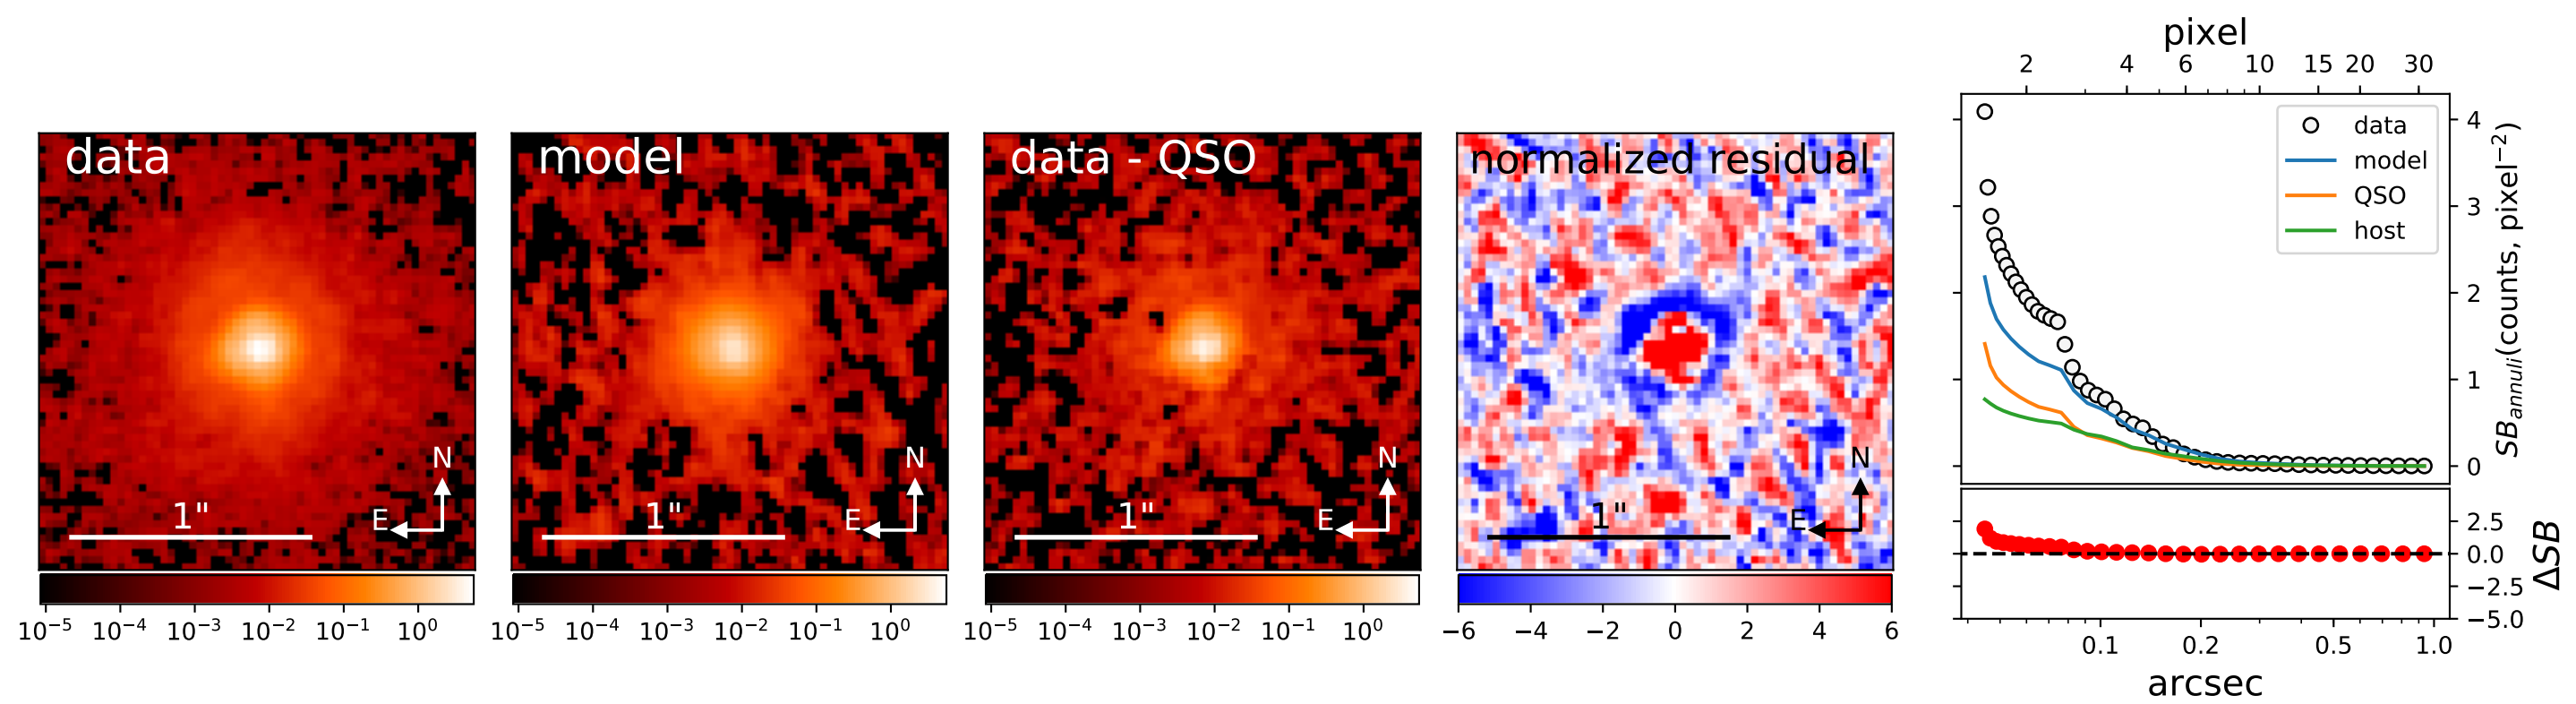 data
1"
N
E
10⁻⁵ 10⁻⁴ 10⁻³ 10⁻² 10⁻¹ 10⁰
model
1"
N
E
10⁻⁵ 10⁻⁴ 10⁻³ 10⁻² 10⁻¹ 10⁰
data - QSO
1"
N
E
10⁻⁵ 10⁻⁴ 10⁻³ 10⁻² 10⁻¹ 10⁰
normalized residual
1"
N
E
−6 −4 −2 0 2 4 6
pixel
2 4 6 10 15 20 30
data
model
QSO
host
4
3
2
1
0
SB_annuli(counts, pixel⁻²)
2.5
0.0
−2.5
−5.0
ΔSB
0.1 0.2 0.5 1.0
arcsec